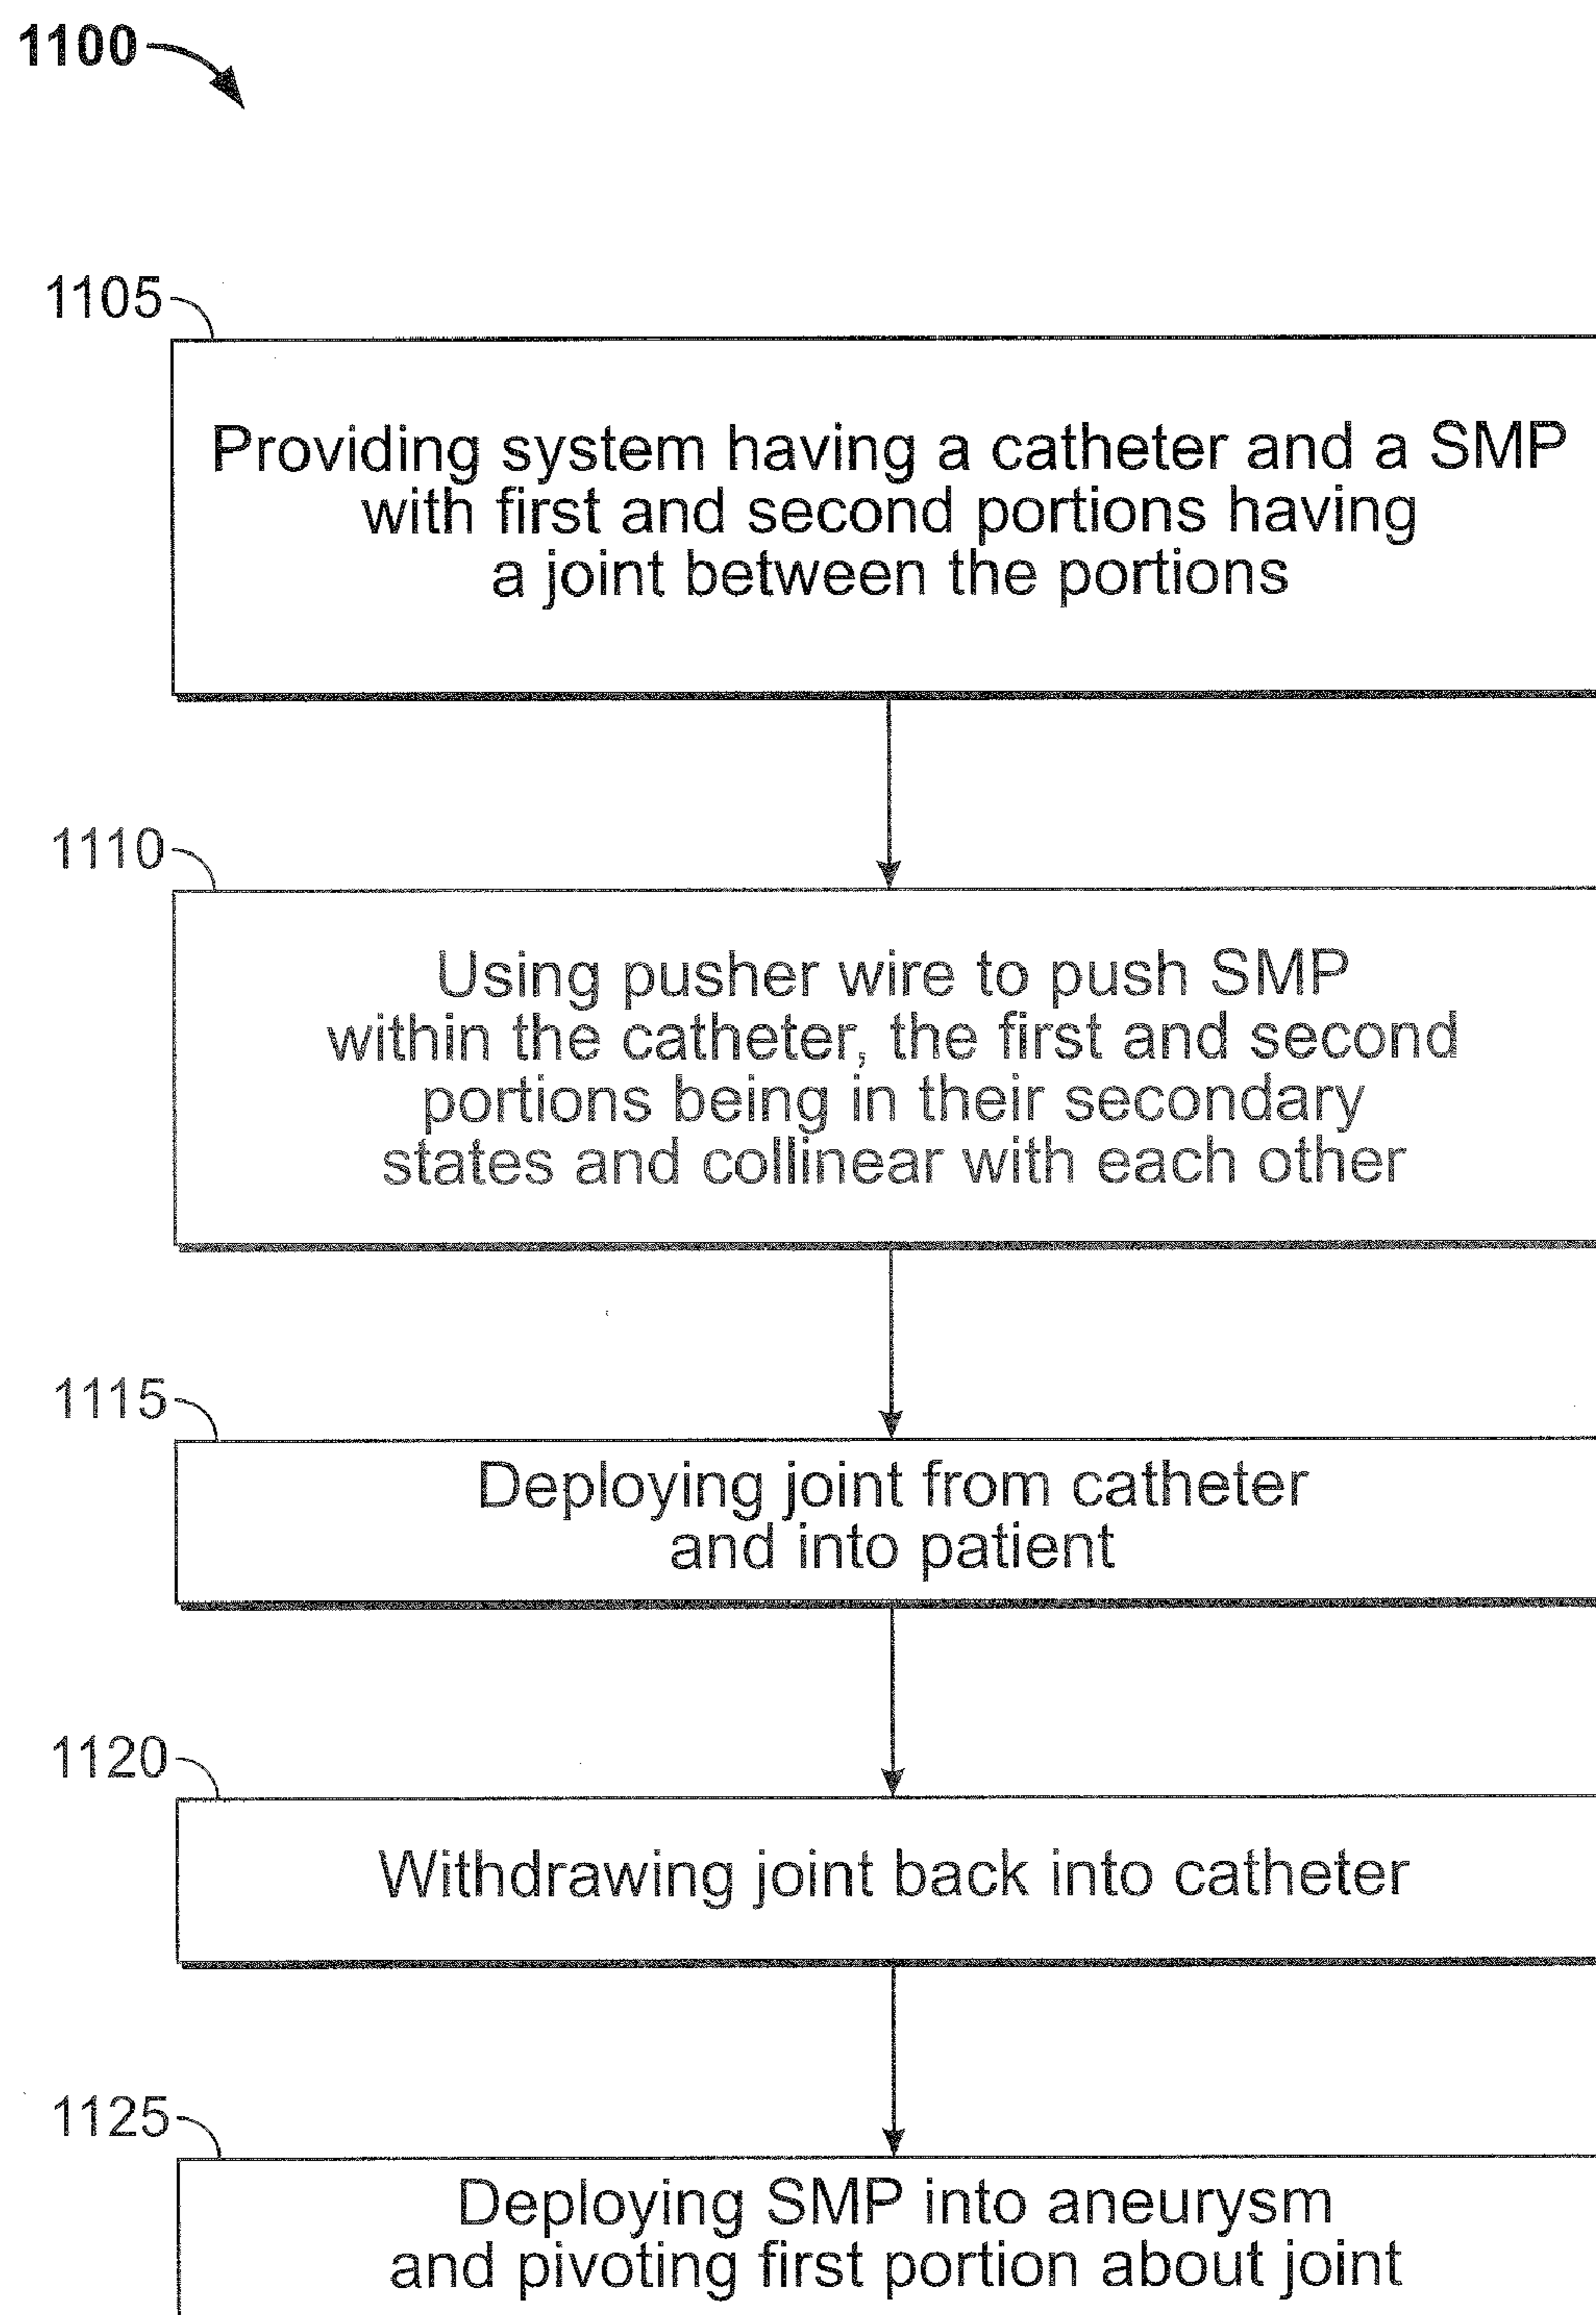 1100
1105
Providing system having a catheter and a SMP
with first and second portions having
a joint between the portions
1110
Using pusher wire to push SMP
within the catheter, the first and second
portions being in their secondary
states and collinear with each other
1115
Deploying joint from catheter
and into patient
1120
Withdrawing joint back into catheter
1125
Deploying SMP into aneurysm
and pivoting first portion about joint